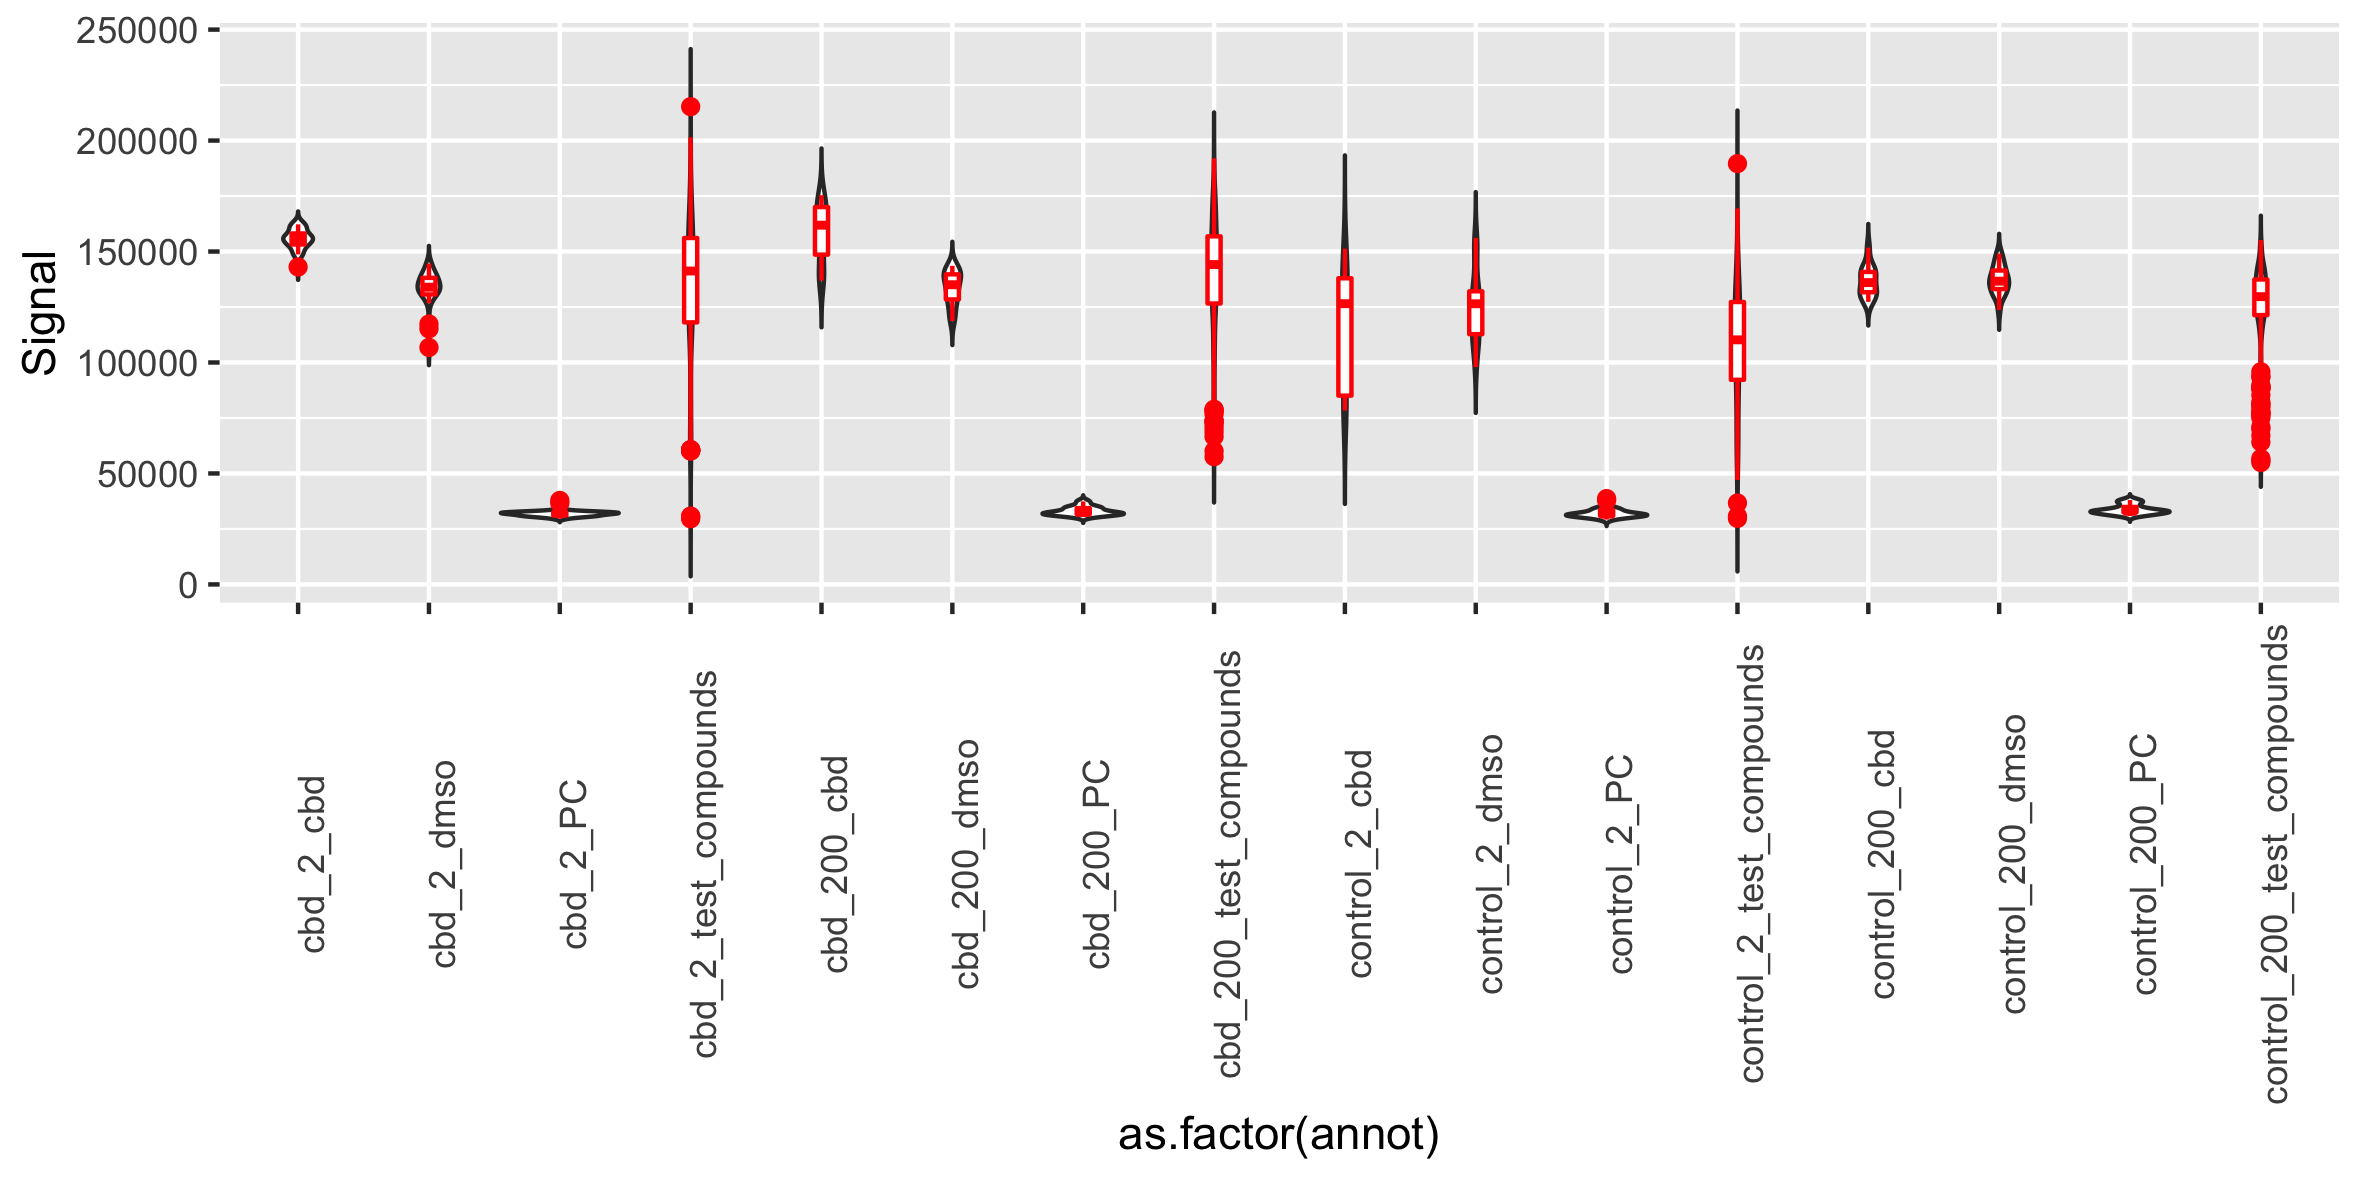 250000
200000
150000
100000
50000
0
Signal
cbd_2_cbd
cbd_2_dmso
cbd_2_PC
cbd_2_test_compounds
cbd_200_cbd
cbd_200_dmso
cbd_200_PC
cbd_200_test_compounds
control_2_cbd
control_2_dmso
control_2_PC
control_2_test_compounds
control_200_cbd
control_200_dmso
control_200_PC
control_200_test_compounds
as.factor(annot)